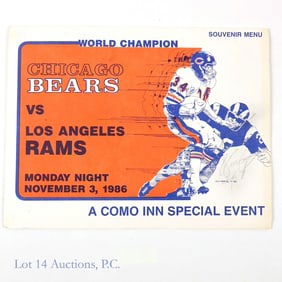 SOUVENIR MENU
WORLD CHAMPION
CHICAGO
BEARS
VS
LOS ANGELES
RAMS
MONDAY NIGHT
NOVEMBER 3, 1986
34
A COMO INN SPECIAL EVENT
Lot 14 Auctions, P.C.